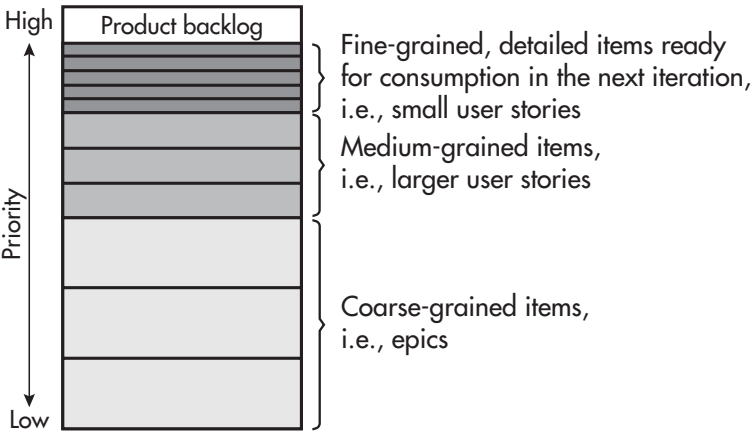 High
Product backlog
Fine-grained, detailed items ready
for consumption in the next iteration,
i.e., small user stories
Medium-grained items,
i.e., larger user stories
Priority
Coarse-grained items,
i.e., epics
Low